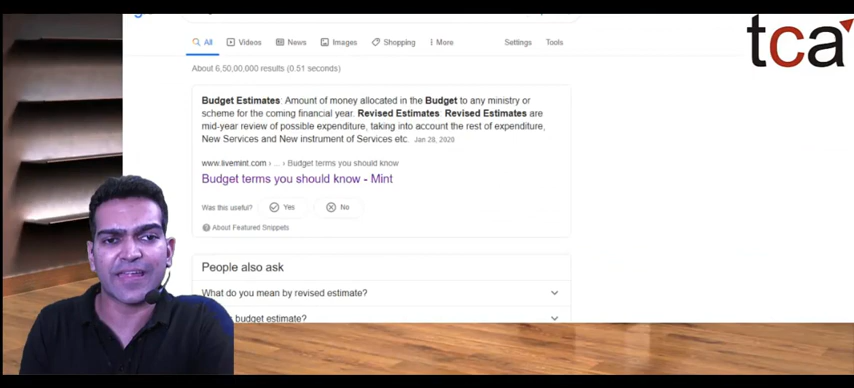 tca
All
Videos
News
Images
Shopping
More
Settings
Tools
About 6,50,00,000 results (0.51 seconds)
Budget Estimates: Amount of money allocated in the Budget to any ministry or
scheme for the coming financial year. Revised Estimates: Revised Estimates are
mid-year review of possible expenditure, taking into account the rest of expenditure,
New Services and New instrument of Services etc. Jan 28, 2020
www.livemint.com › ... › Budget terms you should know
Budget terms you should know - Mint
Was this useful?
Yes
No
About Featured Snippets
People also ask
What do you mean by revised estimate?
budget estimate?